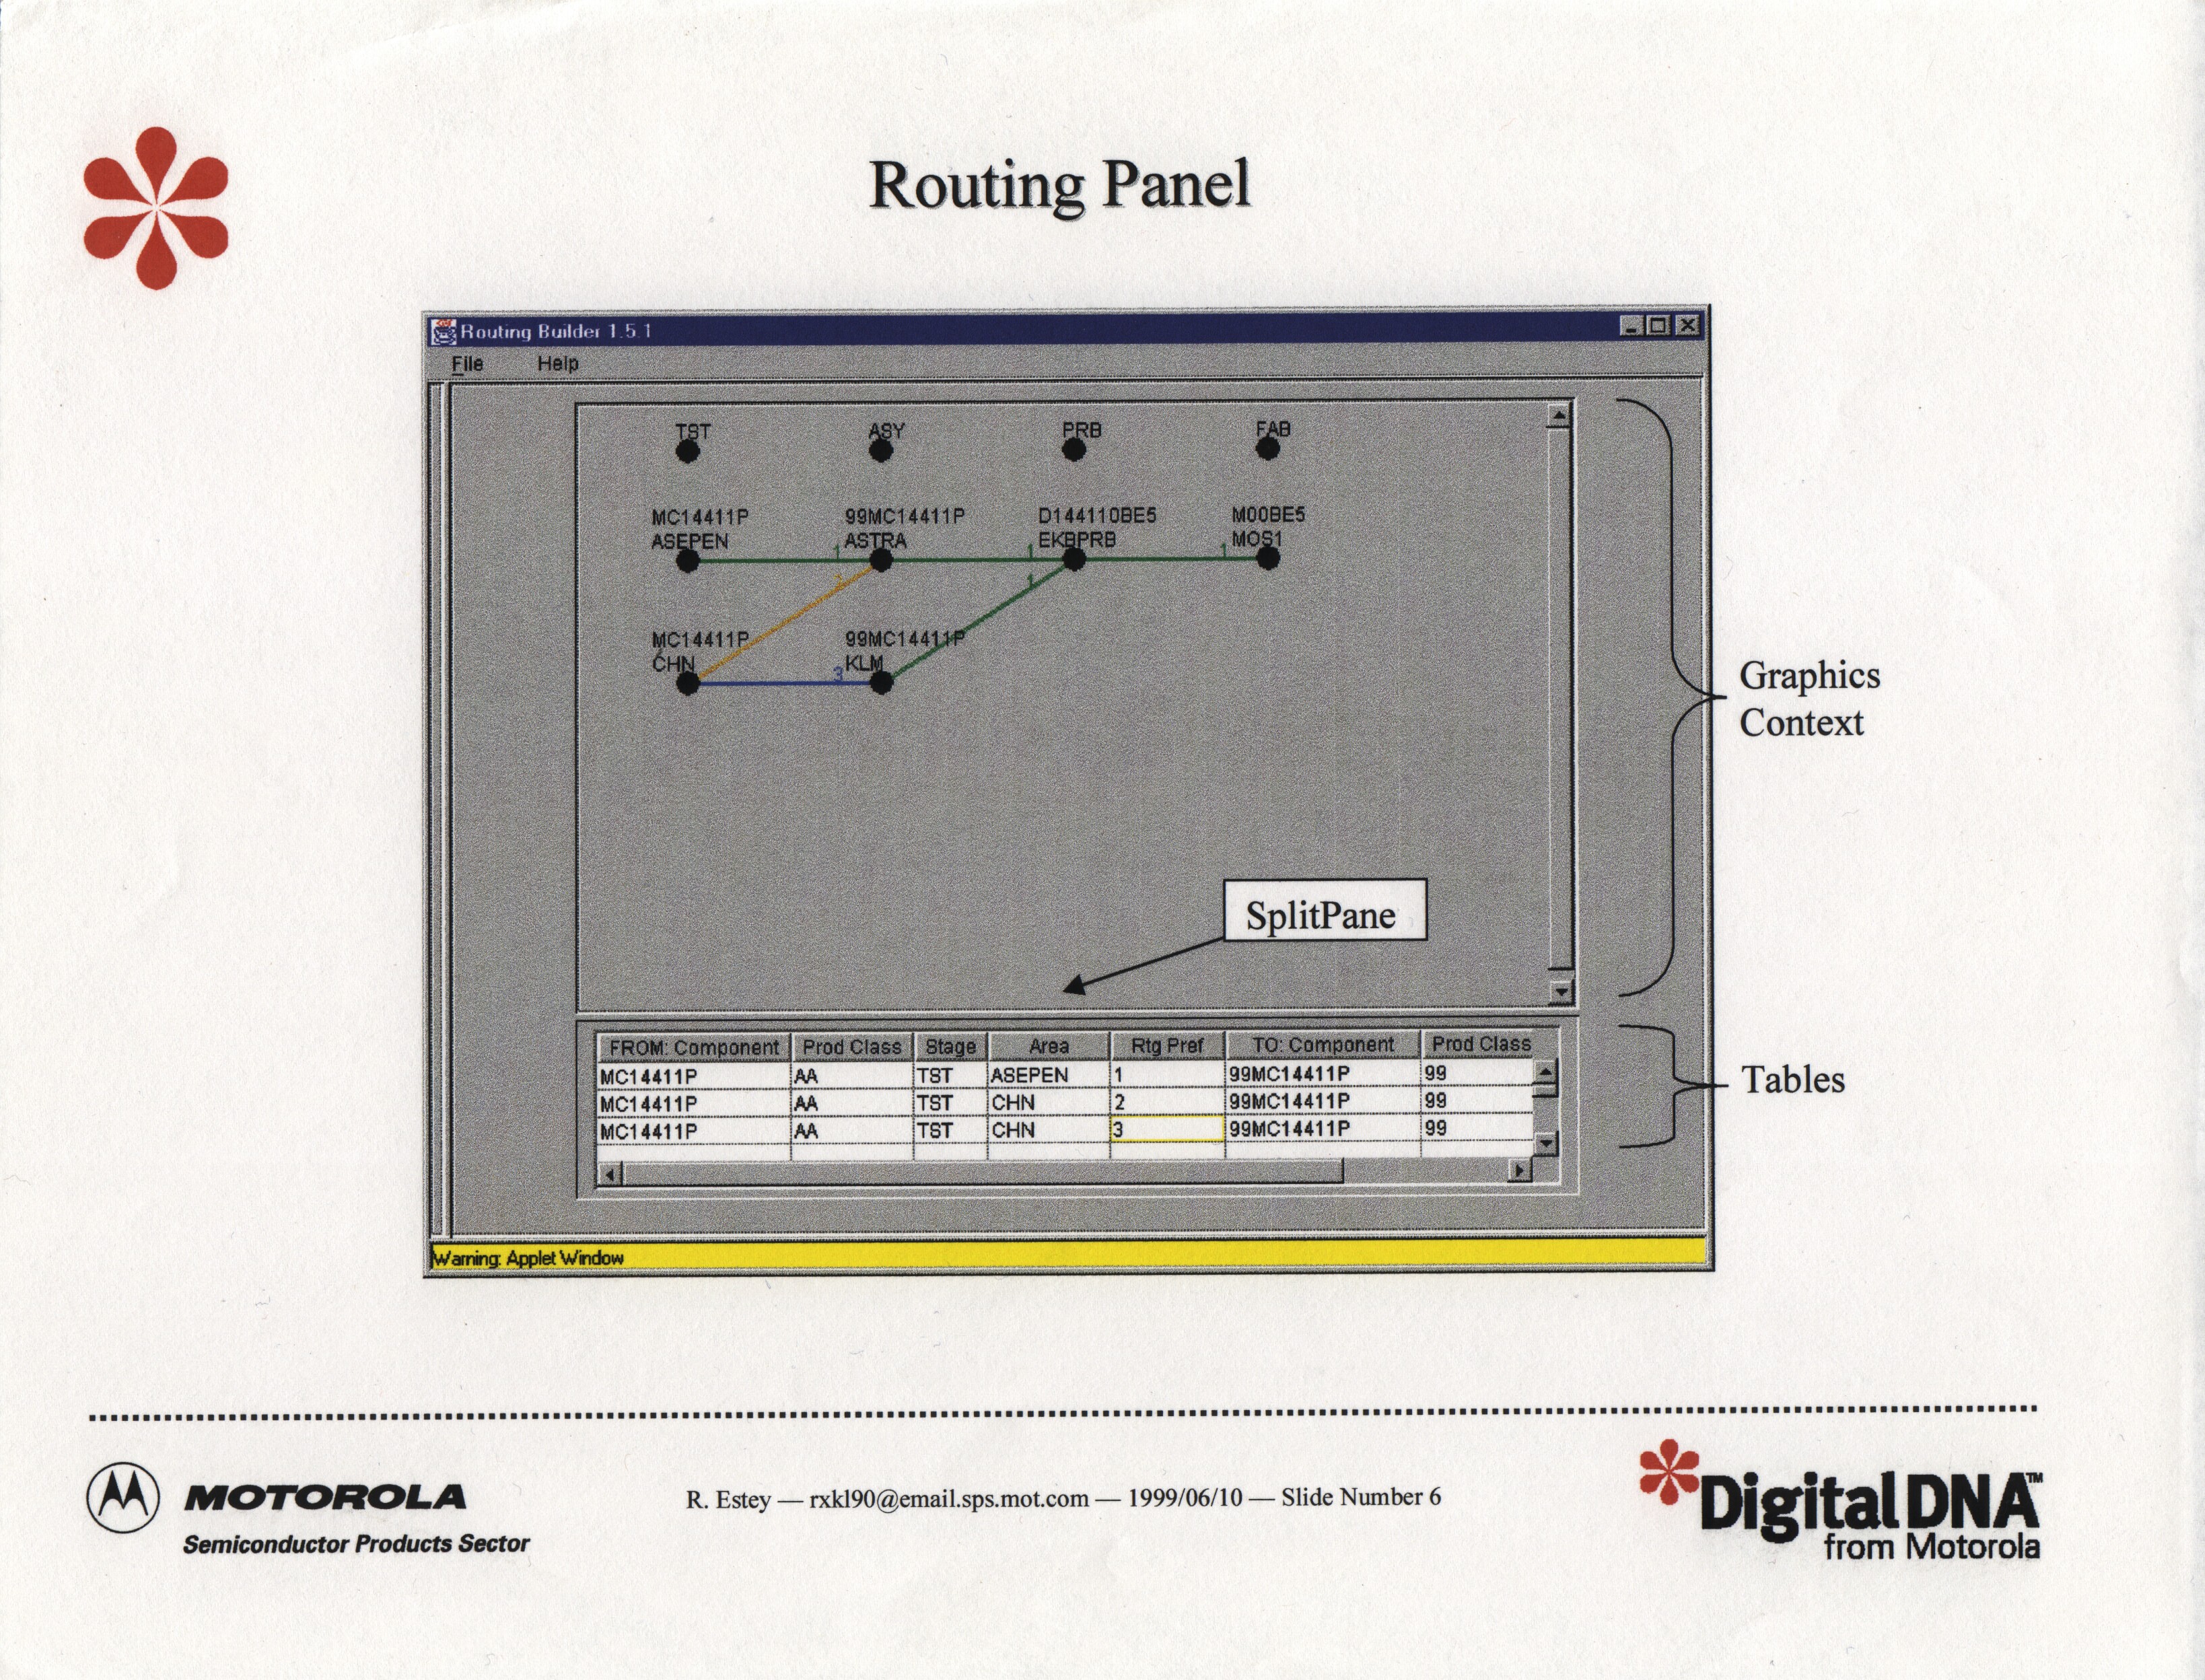 Routing Panel
Routing Builder 1.5.1
File Help
TST ASY PRB FAB
MC14411P 99MC14411P D144110BE5 M00BE5
ASEPEN ASTRA EKBPRB MOS1
1 1 1
2 1
MC14411P 99MC14411P
CHN KLM
3
Graphics
Context
SplitPane
FROM: Component Prod Class Stage Area Rtg Pref TO: Component Prod Class
MC14411P AA TST ASEPEN 1 99MC14411P 99
MC14411P AA TST CHN 2 99MC14411P 99
MC14411P AA TST CHN 3 99MC14411P 99
Tables
Warning: Applet Window
MOTOROLA
Semiconductor Products Sector
R. Estey — rxkl90@email.sps.mot.com — 1999/06/10 — Slide Number 6
Digital DNA™
from Motorola